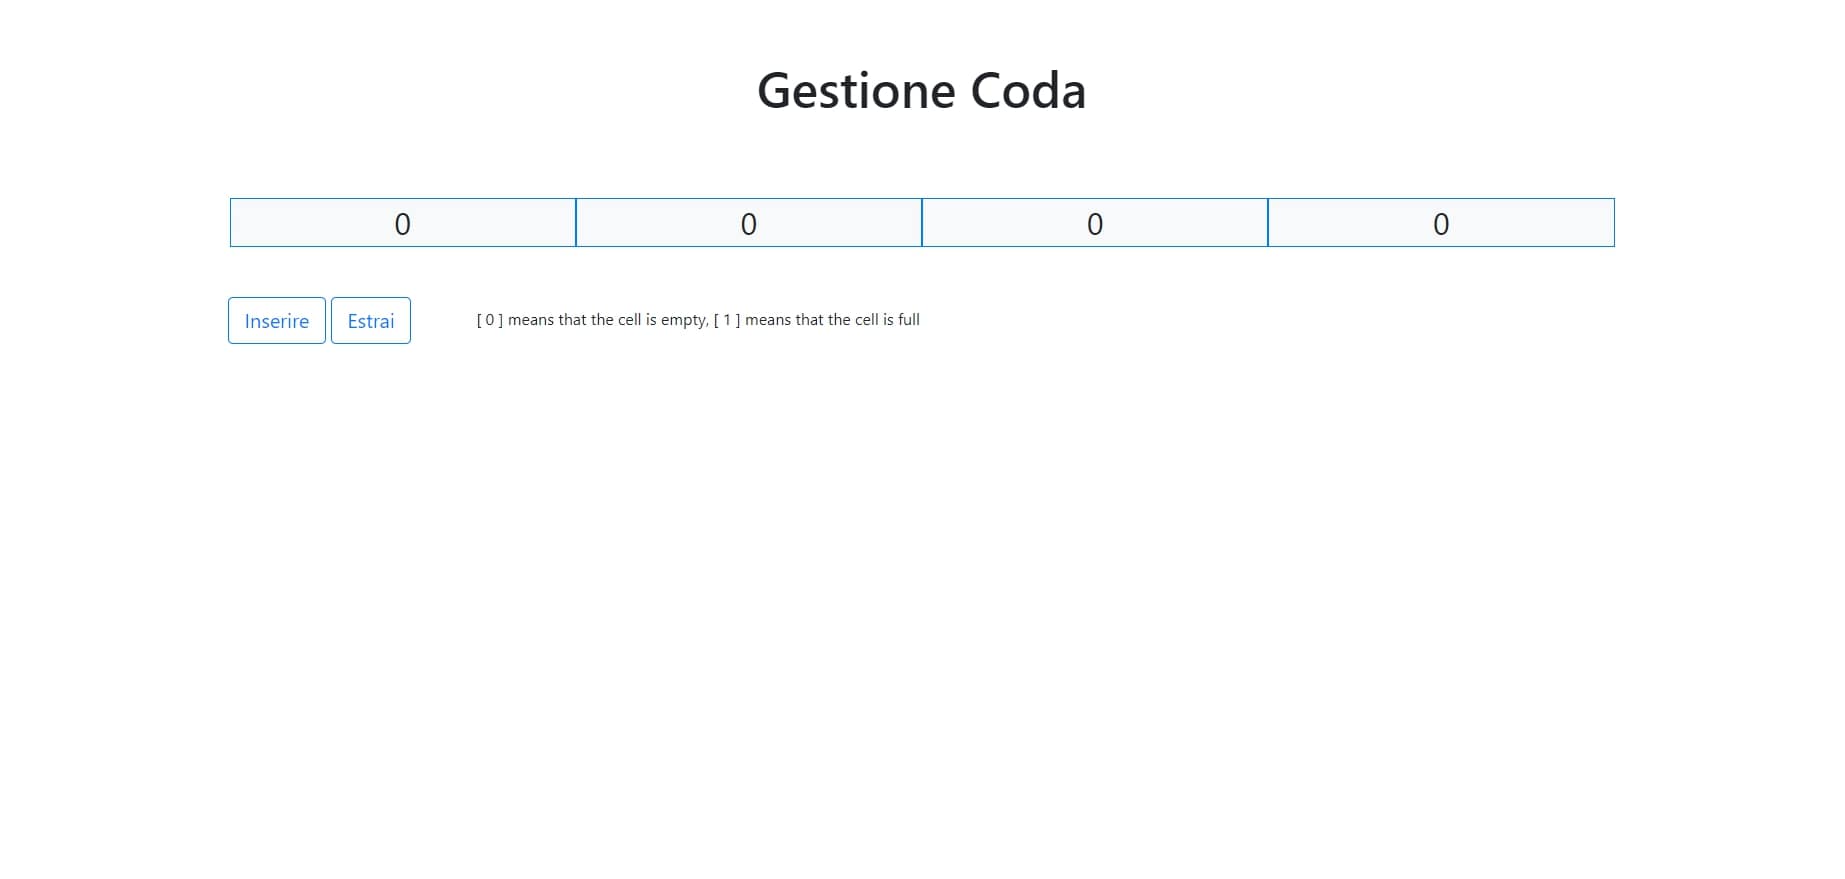 Gestione Coda
0 0 0 0
Inserire Estrai [ 0 ] means that the cell is empty, [ 1 ] means that the cell is full